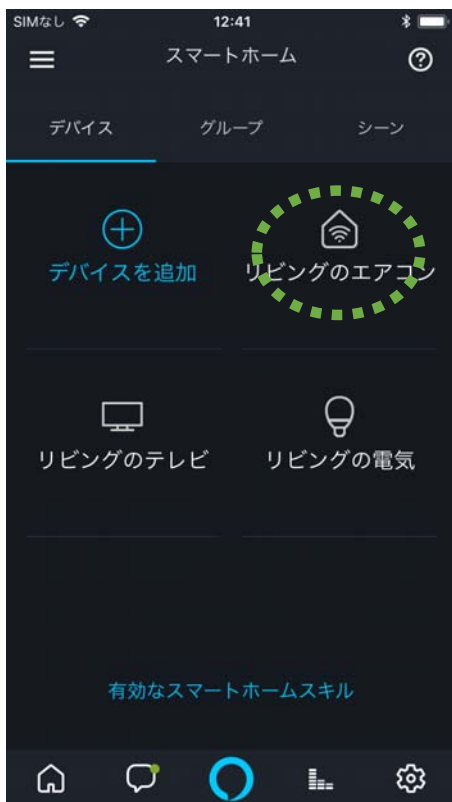 SIMなし 12:41
スマートホーム
デバイス グループ シーン
デバイスを追加 リビングのエアコン
リビングのテレビ リビングの電気
有効なスマートホームスキル